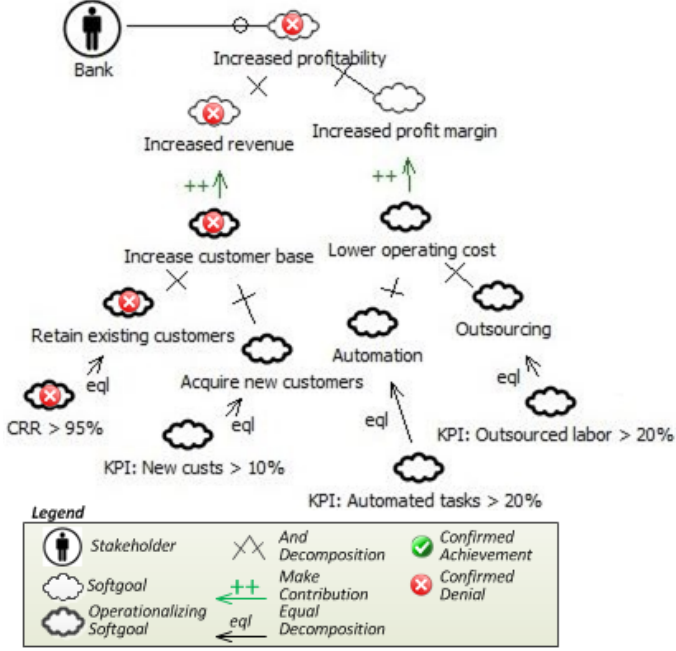 Bank
Increased profitability
Increased revenue
Increased profit margin
++
++
Increase customer base
Lower operating cost
Retain existing customers
Acquire new customers
Automation
Outsourcing
eql
eql
eql
eql
CRR > 95%
KPI: New custs > 10%
KPI: Automated tasks > 20%
KPI: Outsourced labor > 20%
Legend
Stakeholder
And
Decomposition
Confirmed
Achievement
Softgoal
++
Make
Contribution
Confirmed
Denial
Operationalizing
Softgoal
eql
Equal
Decomposition